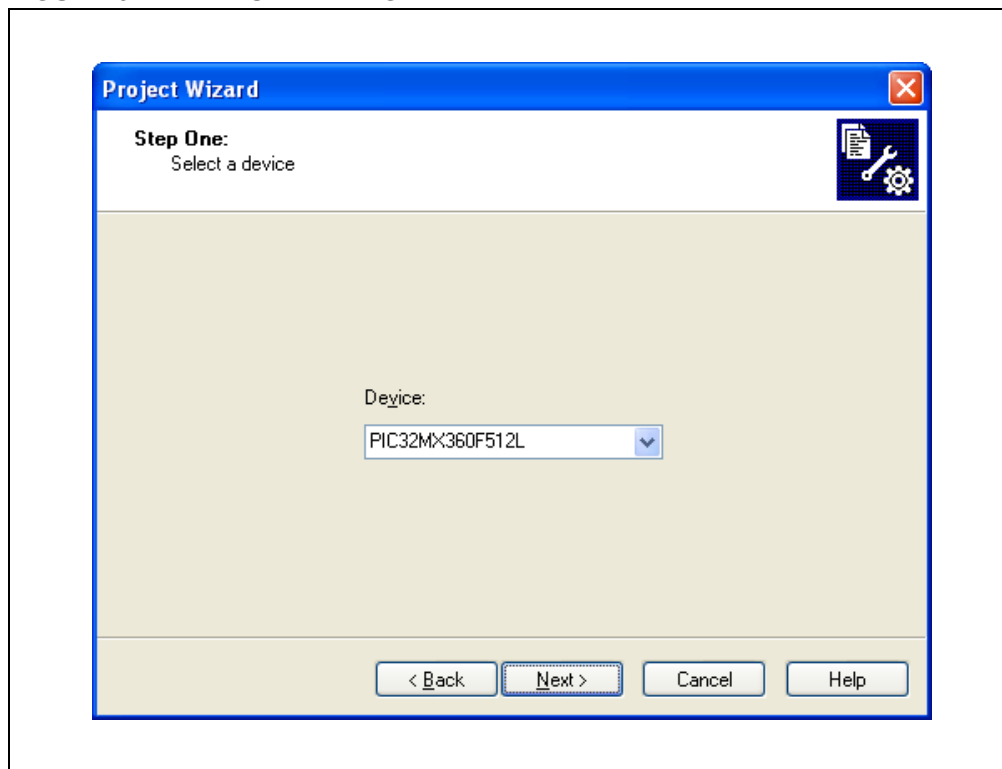 Project Wizard
Step One:
Select a device
Device:
PIC32MX360F512L
< Back
Next >
Cancel
Help